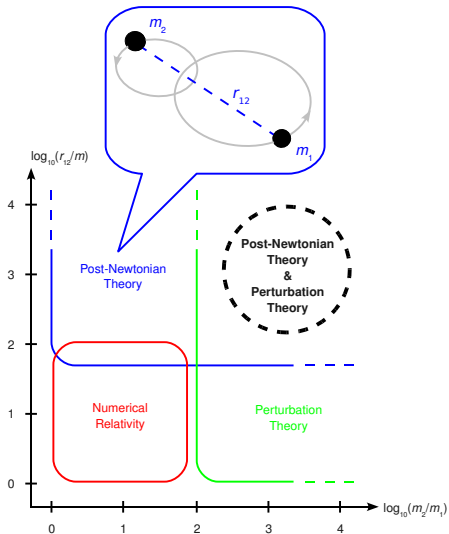 m2
r12
m1
log10(r12/m)
4
3
2
1
0
Post-Newtonian
Theory
Post-Newtonian
Theory
&
Perturbation
Theory
Numerical
Relativity
Perturbation
Theory
0
1
2
3
4
log10(m2/m1)